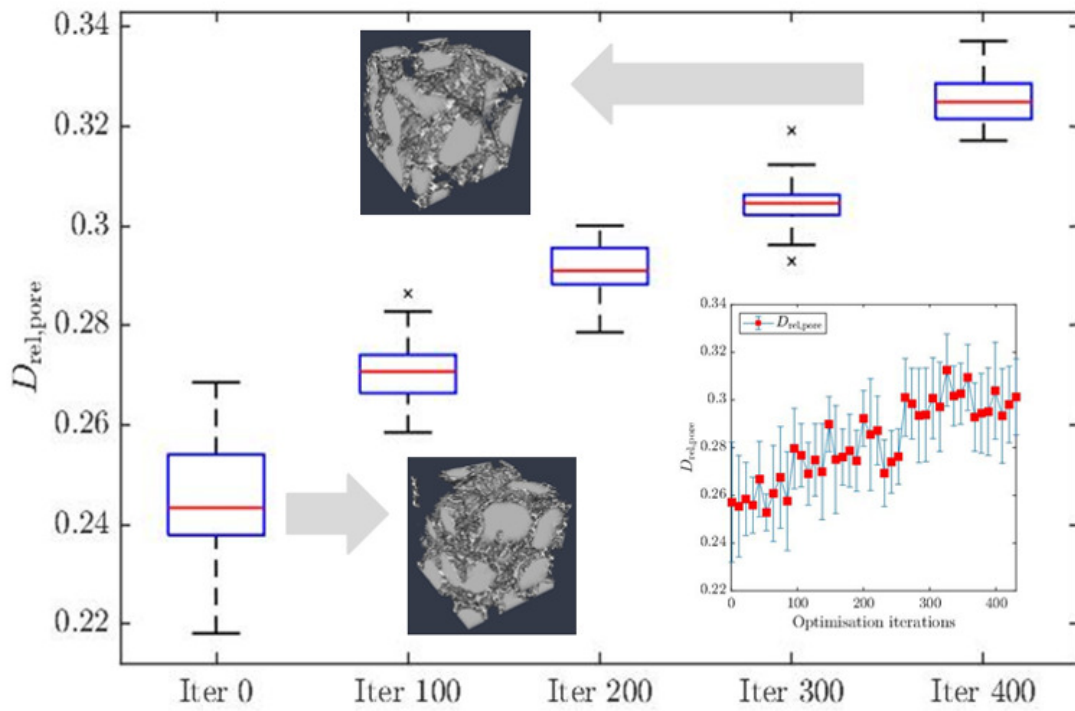 0.34
0.32
0.3
0.28
0.26
0.24
0.22
D_rel,pore
Iter 0
Iter 100
Iter 200
Iter 300
Iter 400
0.34
0.32
0.3
0.28
0.26
0.24
0.22
D_rel,pore
D_rel,pore
0
100
200
300
400
Optimisation iterations